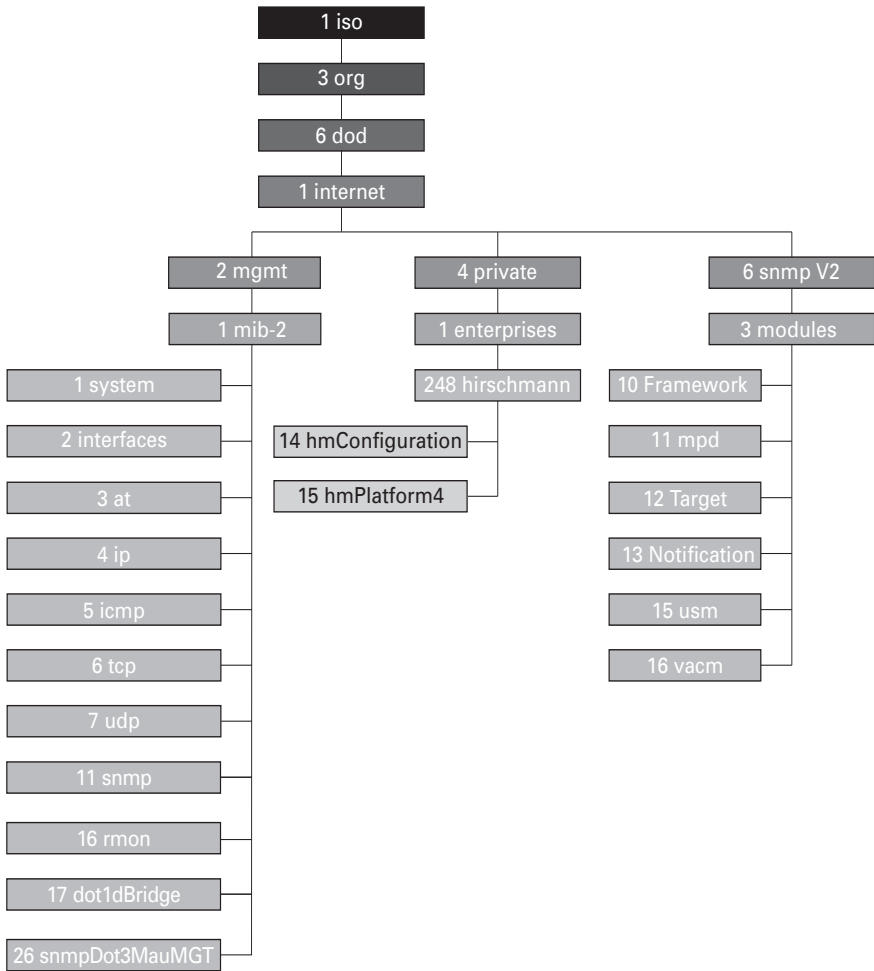 1 iso
3 org
6 dod
1 internet
2 mgmt
4 private
6 snmp V2
1 mib-2
1 enterprises
3 modules
1 system
248 hirschmann
10 Framework
2 interfaces
14 hmConfiguration
11 mpd
3 at
15 hmPlatform4
12 Target
4 ip
13 Notification
5 icmp
15 usm
6 tcp
16 vacm
7 udp
11 snmp
16 rmon
17 dot1dBridge
26 snmpDot3MauMGT